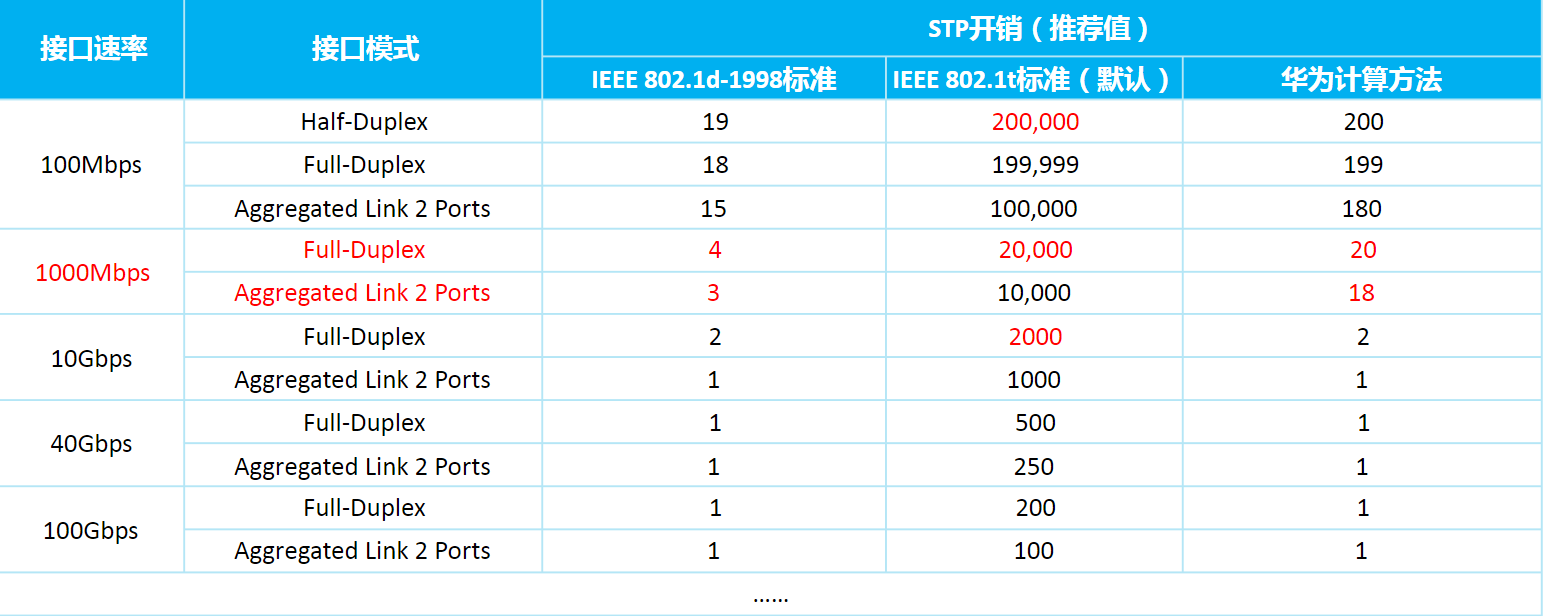 接口速率 接口模式 STP开销（推荐值）
IEEE 802.1d-1998标准 IEEE 802.1t标准（默认） 华为计算方法
100Mbps Half-Duplex 19 200,000 200
Full-Duplex 18 199,999 199
Aggregated Link 2 Ports 15 100,000 180
1000Mbps Full-Duplex 4 20,000 20
Aggregated Link 2 Ports 3 10,000 18
10Gbps Full-Duplex 2 2000 2
Aggregated Link 2 Ports 1 1000 1
40Gbps Full-Duplex 1 500 1
Aggregated Link 2 Ports 1 250 1
100Gbps Full-Duplex 1 200 1
Aggregated Link 2 Ports 1 100 1
……